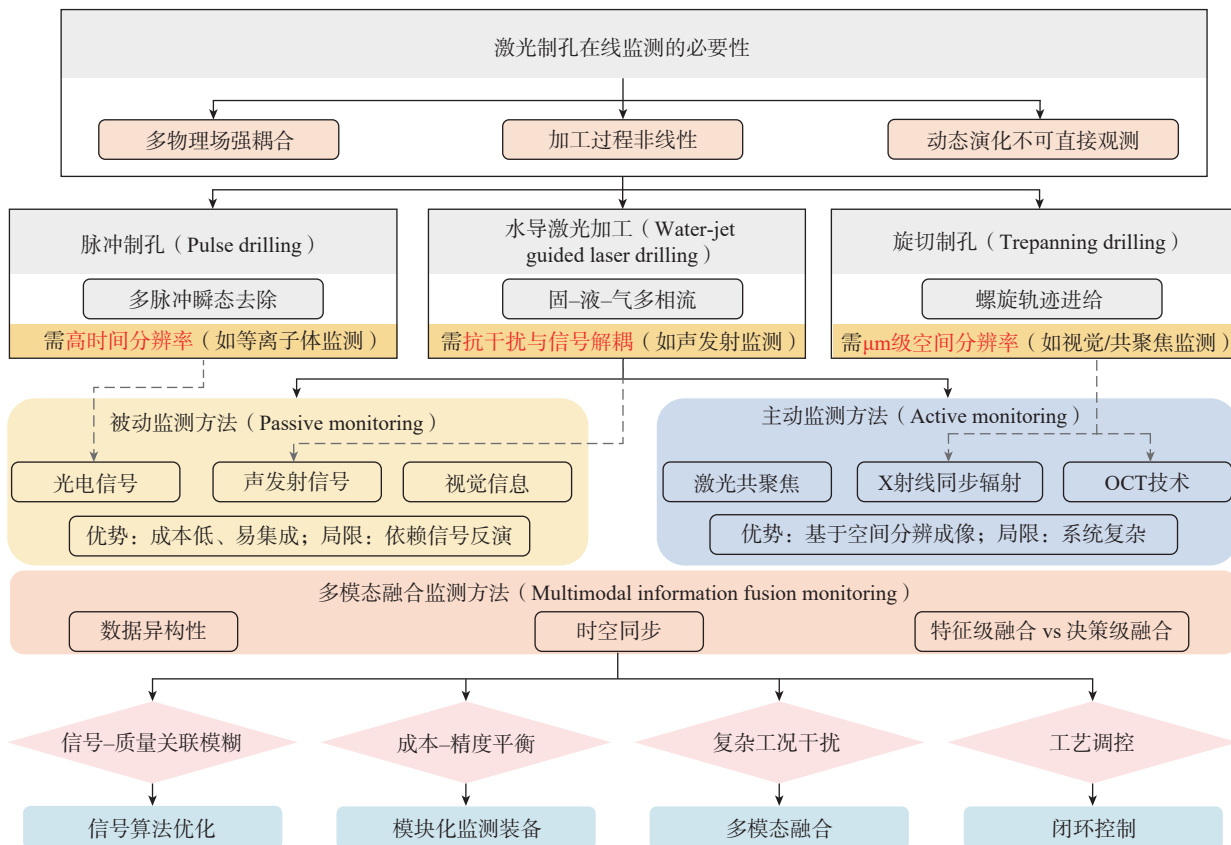 激光制孔在线监测的必要性
多物理场强耦合
加工过程非线性
动态演化不可直接观测
脉冲制孔（Pulse drilling）
多脉冲瞬态去除
需高时间分辨率（如等离子体监测）
水导激光加工（Water-jet
guided laser drilling）
固–液–气多相流
需抗干扰与信号解耦（如声发射监测）
旋切制孔（Trepanning drilling）
螺旋轨迹进给
需μm级空间分辨率（如视觉/共聚焦监测）
被动监测方法（Passive monitoring）
光电信号
声发射信号
视觉信息
优势：成本低、易集成；局限：依赖信号反演
主动监测方法（Active monitoring）
激光共聚焦
X射线同步辐射
OCT技术
优势：基于空间分辨成像；局限：系统复杂
多模态融合监测方法（Multimodal information fusion monitoring）
数据异构性
时空同步
特征级融合 vs 决策级融合
信号–质量关联模糊
成本–精度平衡
复杂工况干扰
工艺调控
信号算法优化
模块化监测装备
多模态融合
闭环控制